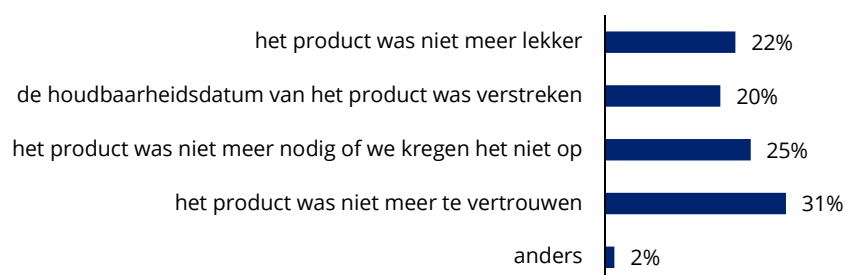 het product was niet meer lekker 22%
de houdbaarheidsdatum van het product was verstreken 20%
het product was niet meer nodig of we kregen het niet op 25%
het product was niet meer te vertrouwen 31%
anders 2%